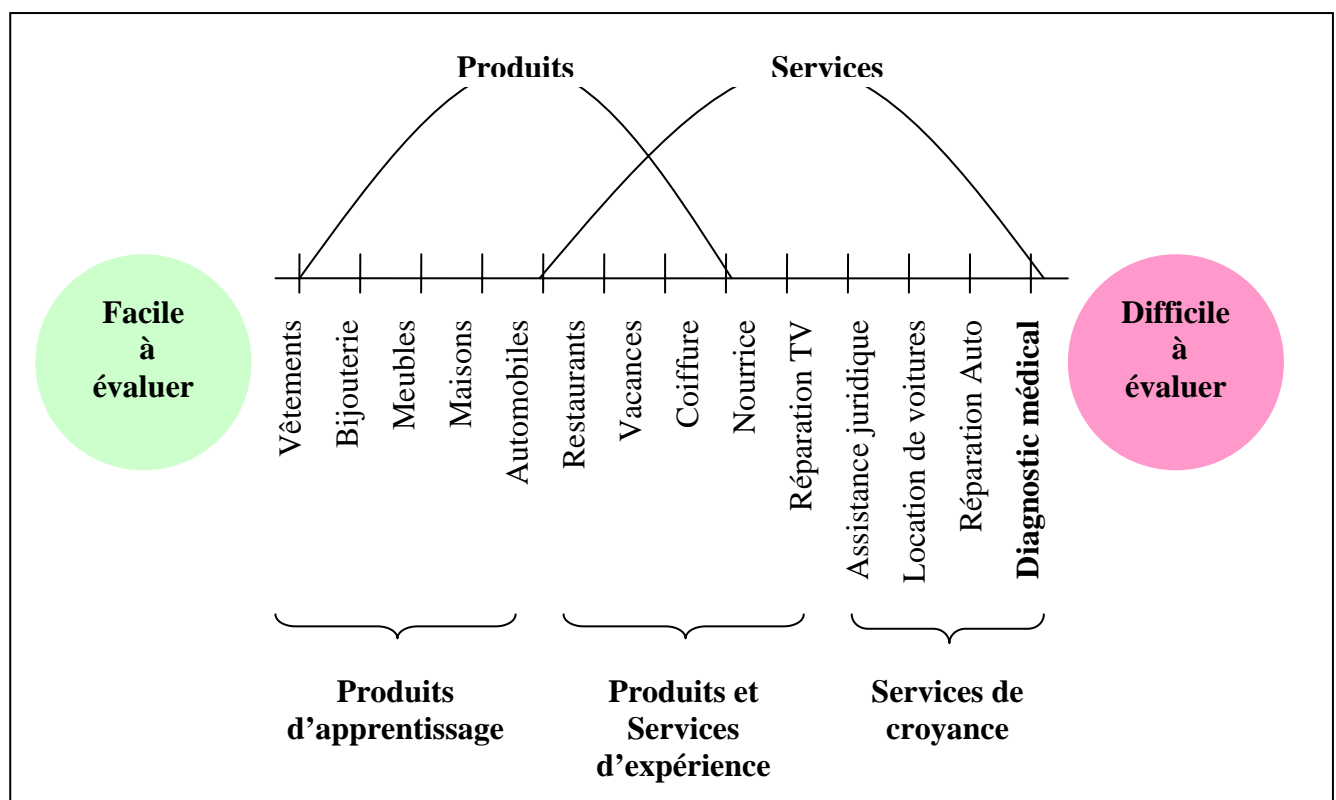 Produits
Services
Facile
à
évaluer
Difficile
à
évaluer
Vêtements
Bijouterie
Meubles
Maisons
Automobiles
Restaurants
Vacances
Coiffure
Nourrice
Réparation TV
Assistance juridique
Location de voitures
Réparation Auto
Diagnostic médical
Produits
d’apprentissage
Produits et
Services
d’expérience
Services de
croyance